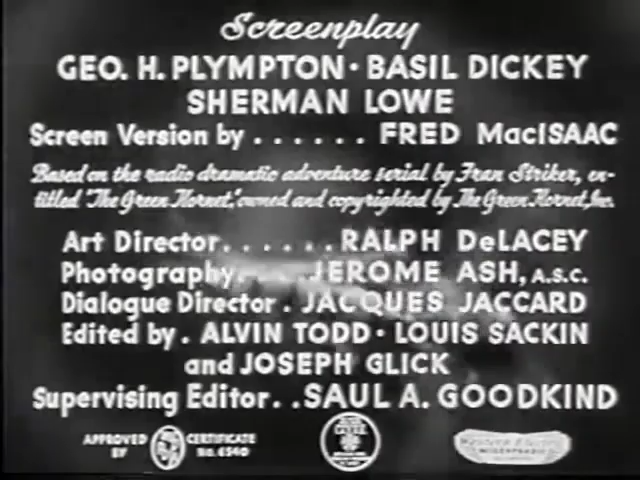 Screenplay
GEO. H. PLYMPTON · BASIL DICKEY
SHERMAN LOWE
Screen Version by . . . . . . FRED MacISAAC
Based on the radio dramatic adventure serial by Fran Striker, en-
titled "The Green Hornet," owned and copyrighted by The Green Hornet, Inc.
Art Director . . . . . . RALPH DeLACEY
Photography . . . . JEROME ASH, A.S.C.
Dialogue Director . JACQUES JACCARD
Edited by . ALVIN TODD · LOUIS SACKIN
and JOSEPH GLICK
Supervising Editor . . SAUL A. GOODKIND
APPROVED CERTIFICATE
BY No. 6540